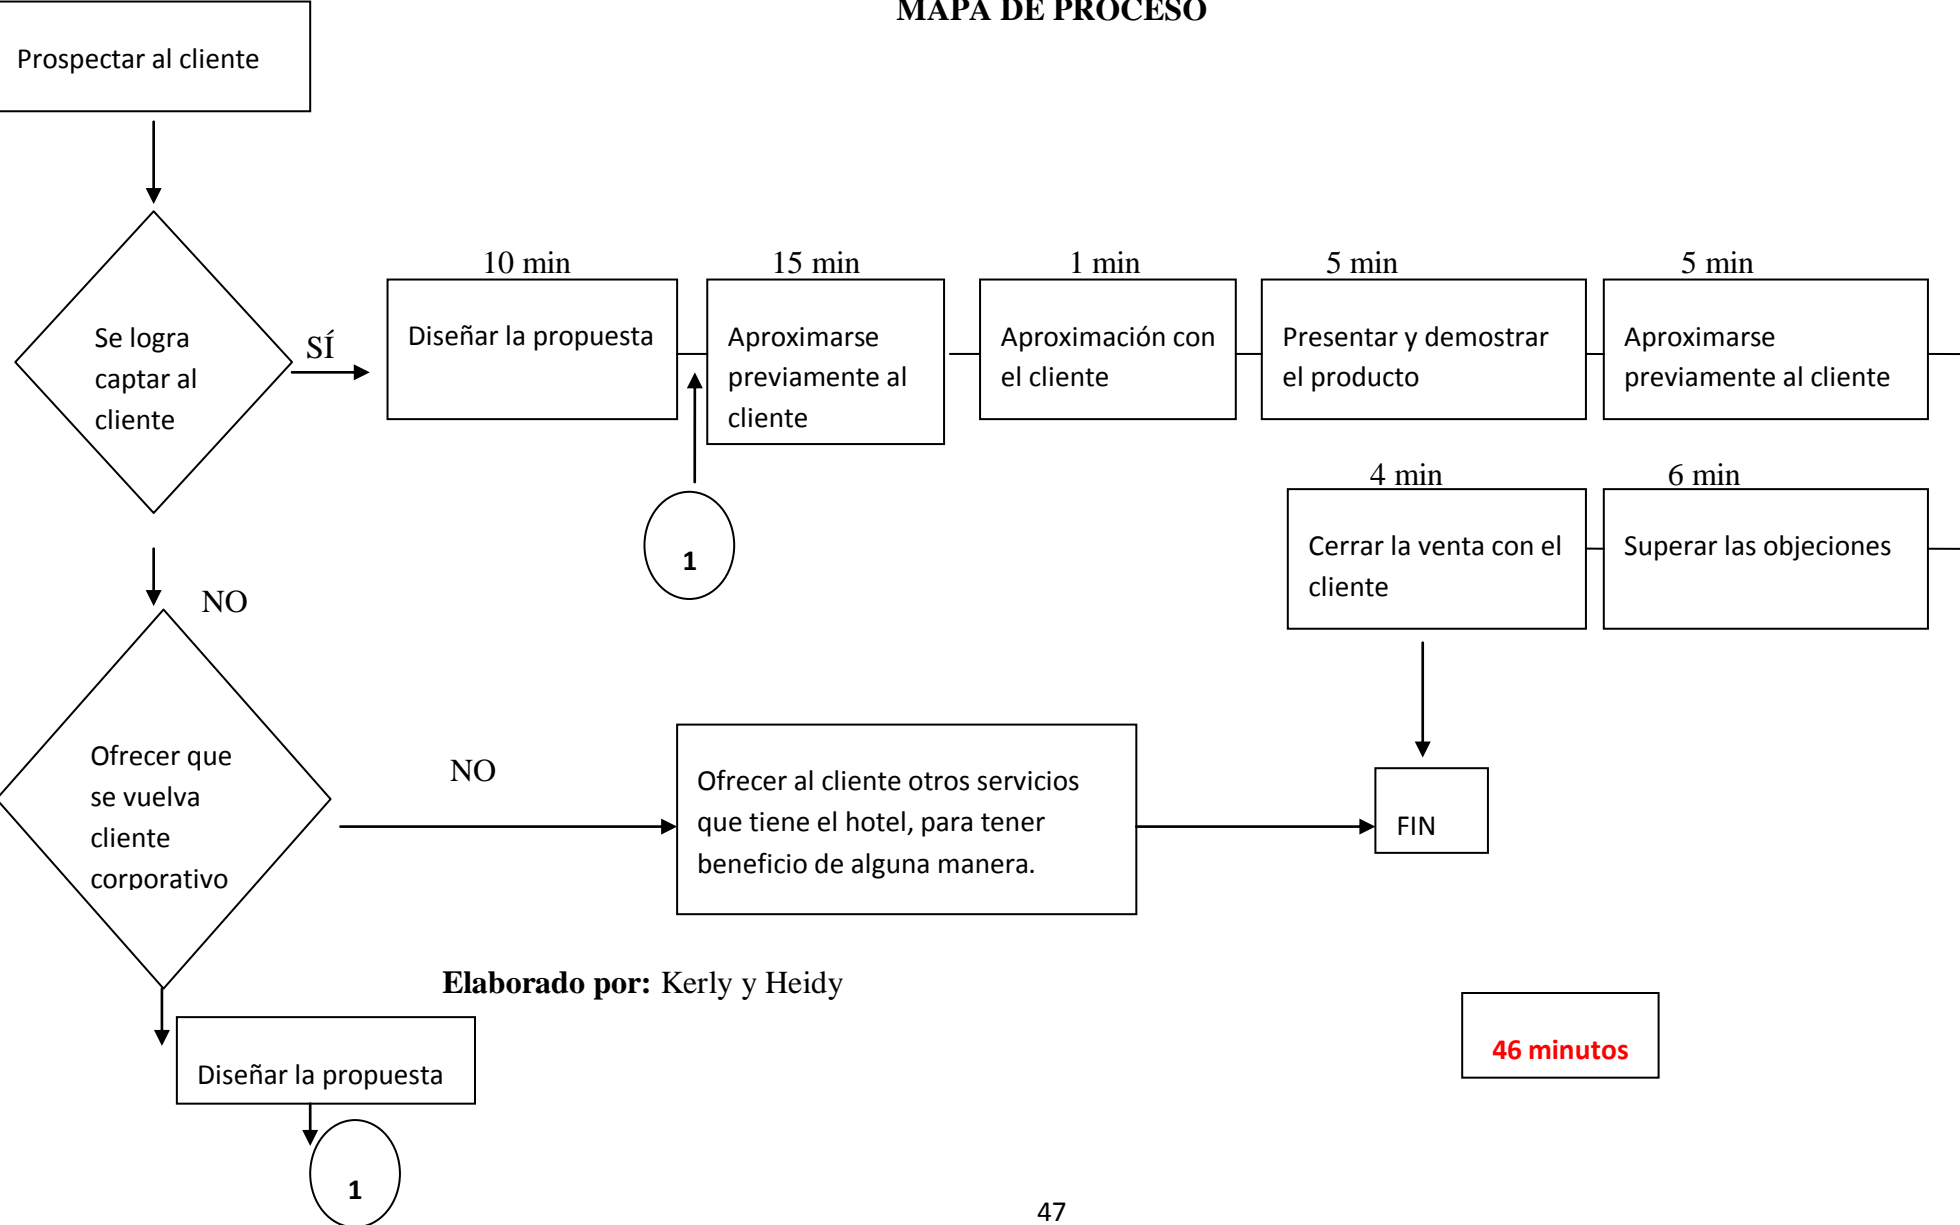 MAPA DE PROCESO
Prospectar al cliente
10 min
15 min
1 min
5 min
5 min
Se logra
captar al
cliente
SÍ
Diseñar la propuesta
Aproximarse
previamente al
cliente
Aproximación con
el cliente
Presentar y demostrar
el producto
Aproximarse
previamente al cliente
4 min
6 min
1
Cerrar la venta con el
cliente
Superar las objeciones
NO
Ofrecer que
se vuelva
cliente
corporativo
NO
Ofrecer al cliente otros servicios
que tiene el hotel, para tener
beneficio de alguna manera.
FIN
Elaborado por: Kerly y Heidy
46 minutos
Diseñar la propuesta
1
47